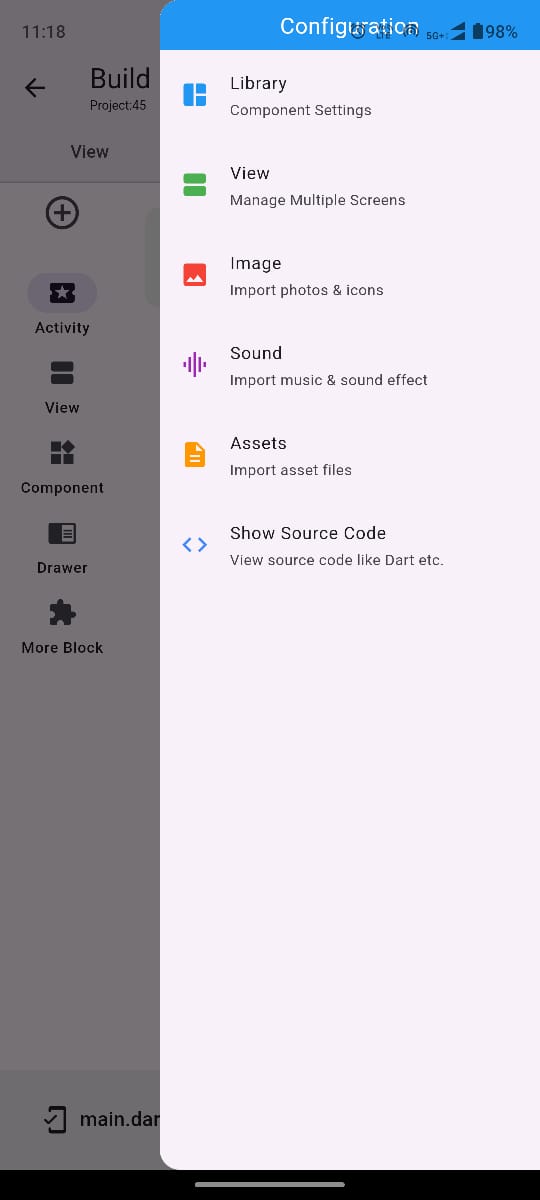 11:18
Configuration
LTE
5G+
98%
Build
Project:45
View
Activity
View
Component
Drawer
More Block
Library
Component Settings
View
Manage Multiple Screens
Image
Import photos & icons
Sound
Import music & sound effect
Assets
Import asset files
Show Source Code
View source code like Dart etc.
main.dar